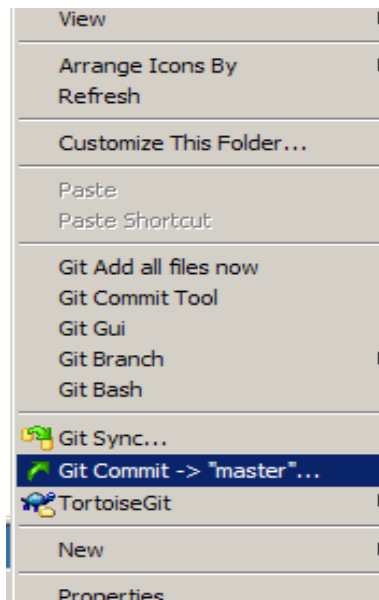 View
Arrange Icons By
Refresh
Customize This Folder...
Paste
Paste Shortcut
Git Add all files now
Git Commit Tool
Git Gui
Git Branch
Git Bash
Git Sync...
Git Commit -> "master"...
TortoiseGit
New
Properties